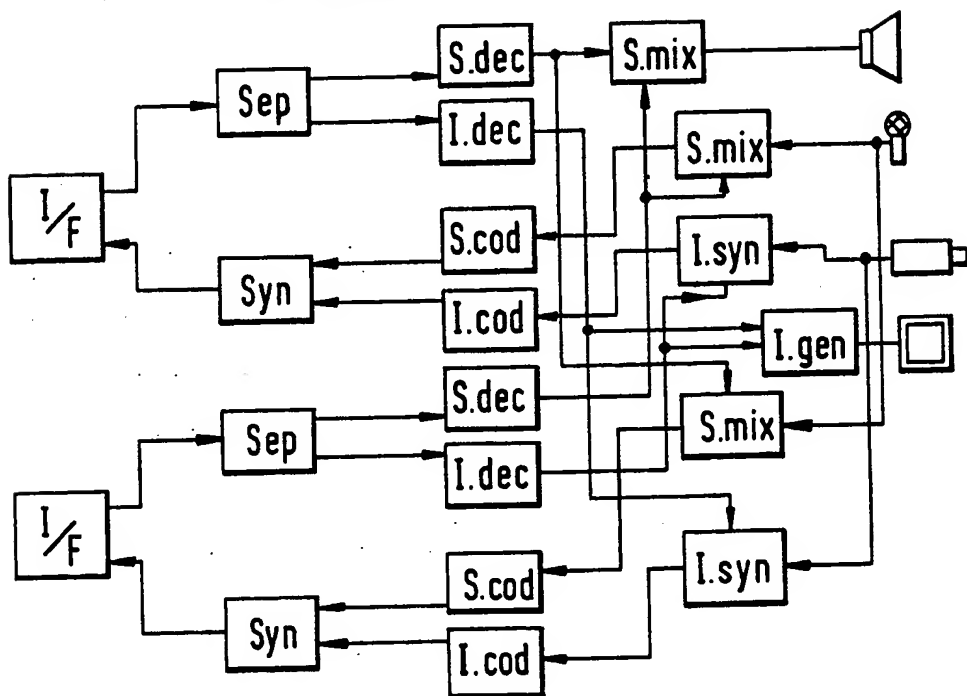 S.dec
S.mix
Sep
I.dec
S.mix
I/F
S.cod
I.syn
Syn
I.cod
I.gen
S.dec
S.mix
Sep
I.dec
I/F
S.cod
I.syn
Syn
I.cod